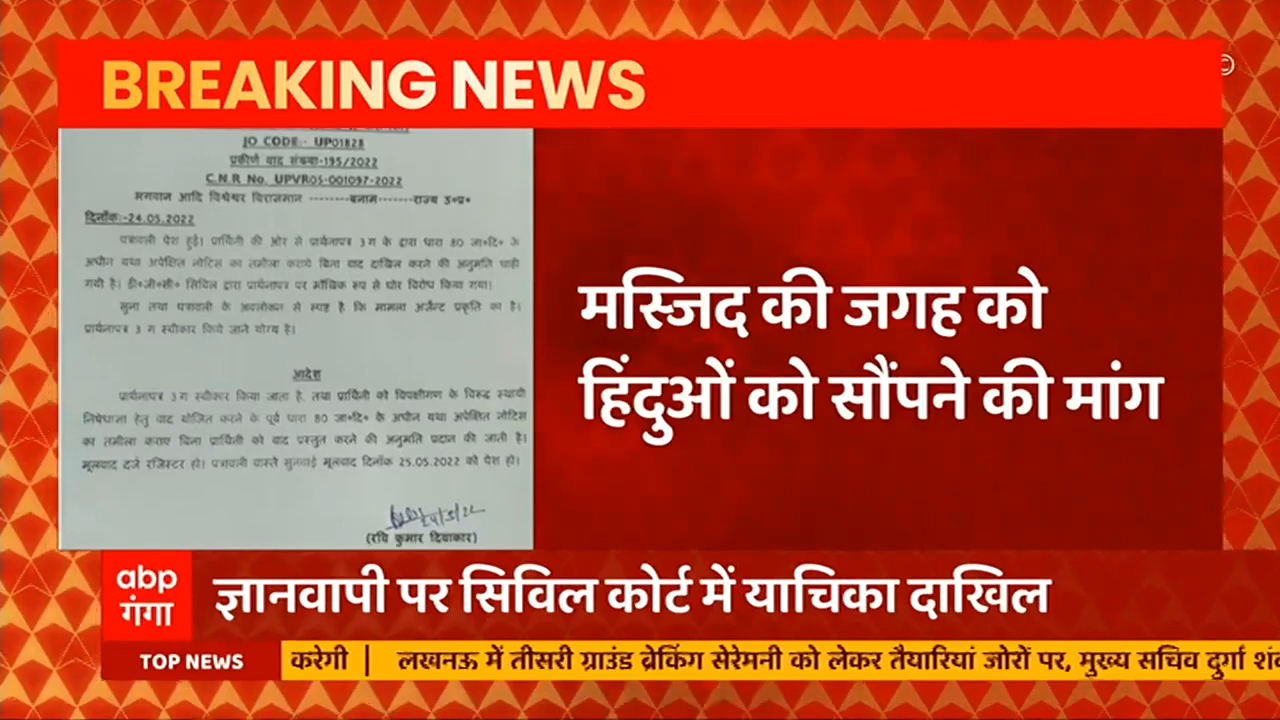 BREAKING NEWS
©
JO CODE:- UP01828
प्रकीर्ण वाद संख्या-195/2022
C.N.R No. UPVR05-001097-2022
भगवान आदि विश्वेश्वर विराजमान --------बनाम-------राज्य उ०प्र०
दिनाँक:-24.05.2022
पत्रावली पेश हुई। प्रार्थिनी की ओर से प्रार्थनापत्र 3 ग के द्वारा धारा 80 जा०दि० के
अधीन यथा अपेक्षित नोटिस का तमीला कराये बिना वाद दाखिल करने की अनुमति चाही
गयी है। डी०जी०सी० सिविल द्वारा प्रार्थनापत्र पर मौखिक रूप से घोर विरोध किया गया।
सुना तथा पत्रावली के अवलोकन से स्पष्ट है कि मामला अर्जेन्ट प्रकृति का है।
प्रार्थनापत्र 3 ग स्वीकार किये जाने योग्य है।
आदेश
प्रार्थनापत्र 3 ग स्वीकार किया जाता है, तथा प्रार्थिनी को विपक्षीगण के विरूद्ध स्थायी
निषेधाज्ञा हेतु वाद योजित करने के पूर्व धारा 80 जा०दि० के अधीन यथा अपेक्षित नोटिस
का तमीला कराए बिना प्रार्थिनी को वाद प्रस्तुत करने की अनुमति प्रदान की जाती है।
मूलवाद दर्ज रजिस्टर हो। पत्रावली वास्ते सुनवाई मूलवाद दिनाँक 25.05.2022 को पेश हो।
24/5/22
(रवि कुमार दिवाकर)
मस्जिद की जगह को
हिंदुओं को सौंपने की मांग
abp
गंगा
ज्ञानवापी पर सिविल कोर्ट में याचिका दाखिल
TOP NEWS
करेगी | लखनऊ में तीसरी ग्राउंड ब्रेकिंग सेरेमनी को लेकर तैयारियां जोरों पर, मुख्य सचिव दुर्गा शं